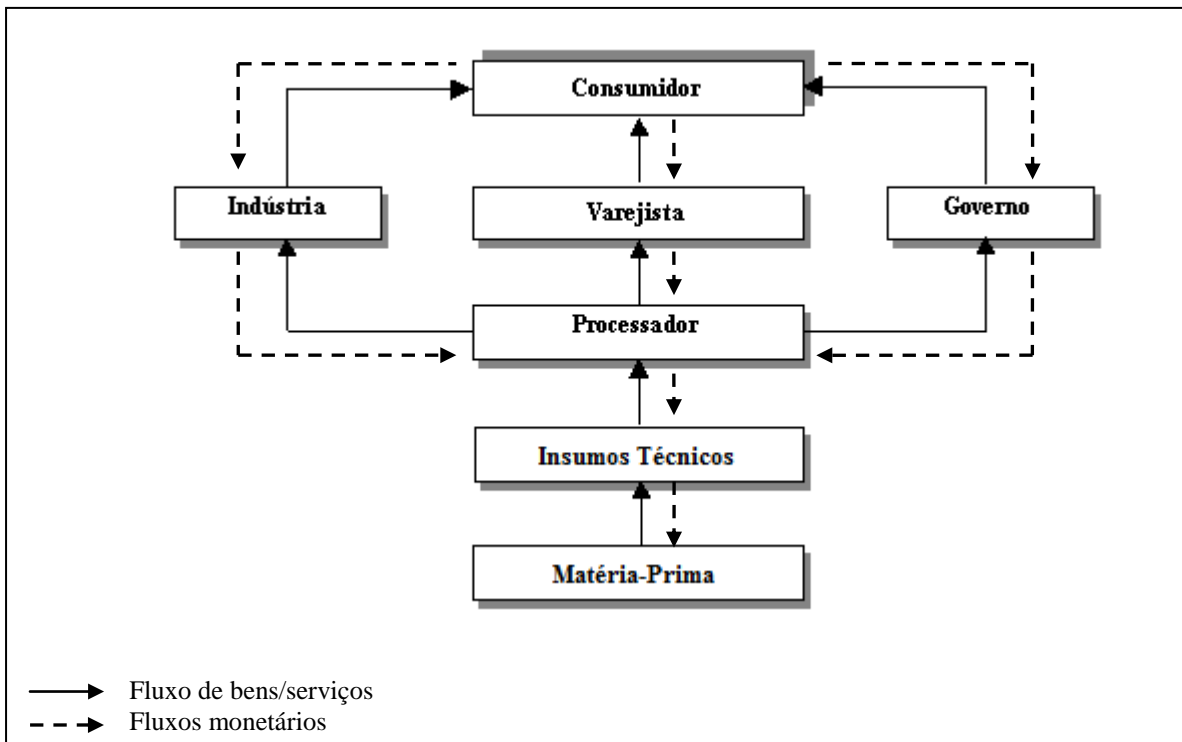 Consumidor
Indústria
Varejista
Governo
Processador
Insumos Técnicos
Matéria-Prima
Fluxo de bens/serviços
Fluxos monetários